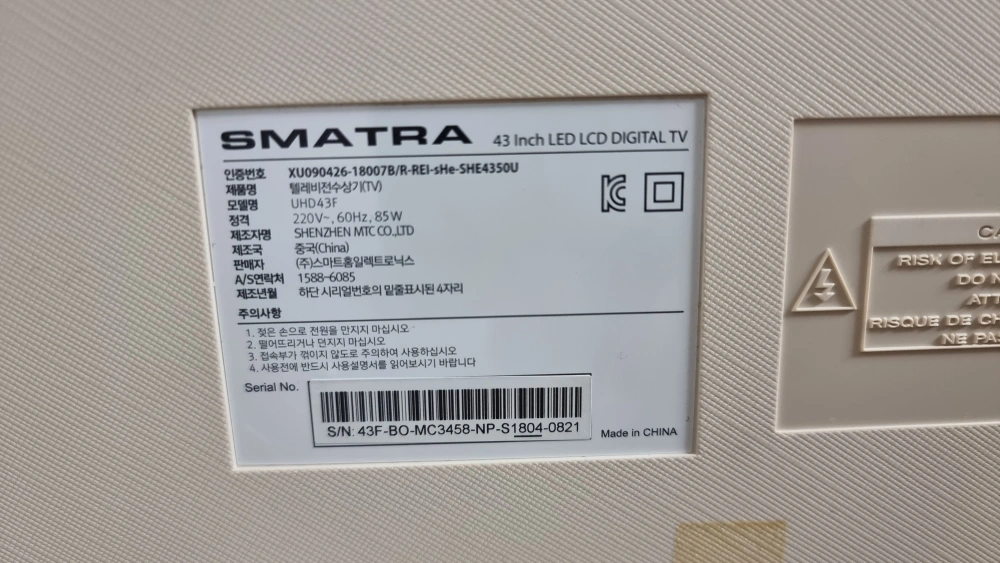 SMATRA 43 Inch LED LCD DIGITAL TV
인증번호 XU090426-18007B/R-REI-sHe-SHE4350U
제품명 텔레비전수상기(TV)
모델명 UHD43F
정격 220V~, 60Hz, 85W
제조자명 SHENZHEN MTC CO.,LTD
제조국 중국(China)
판매자 (주)스마트홈일렉트로닉스
A/S연락처 1588-6085
제조년월 하단 시리얼번호의 밑줄표시된 4자리
주의사항
1. 젖은 손으로 전원을 만지지 마십시오
2. 떨어뜨리거나 던지지 마십시오
3. 접속부가 꺾이지 않도로 주의하여 사용하십시오
4. 사용전에 반드시 사용설명서를 읽어보시기 바랍니다
Serial No.
S/N: 43F-BO-MC3458-NP-S1804-0821
Made in CHINA
CA
RISK OF EL
DO N
ATT
RISQUE DE CH
NE PA